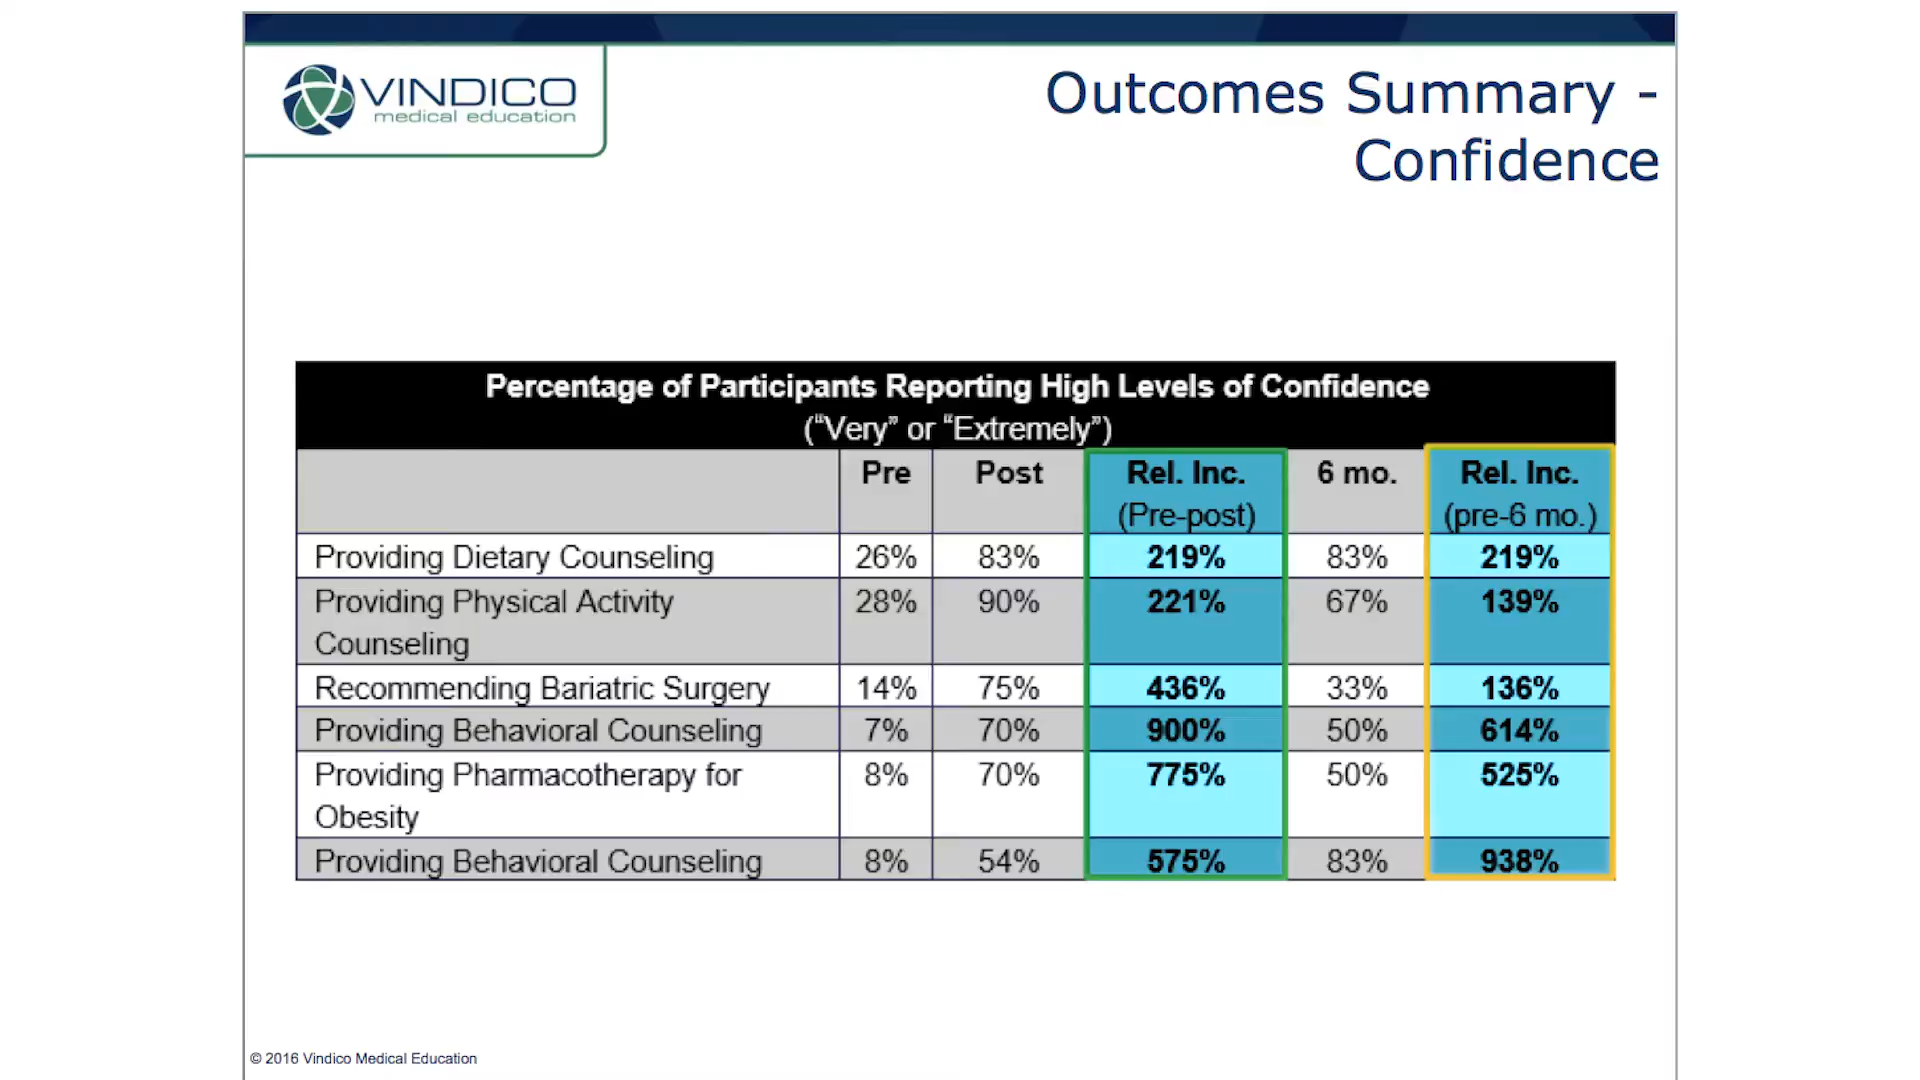 VINDICO
medical education
Outcomes Summary -
Confidence
Percentage of Participants Reporting High Levels of Confidence
(“Very” or “Extremely”)
Pre Post Rel. Inc. 6 mo. Rel. Inc.
(Pre-post) (pre-6 mo.)
Providing Dietary Counseling 26% 83% 219% 83% 219%
Providing Physical Activity 28% 90% 221% 67% 139%
Counseling
Recommending Bariatric Surgery 14% 75% 436% 33% 136%
Providing Behavioral Counseling 7% 70% 900% 50% 614%
Providing Pharmacotherapy for 8% 70% 775% 50% 525%
Obesity
Providing Behavioral Counseling 8% 54% 575% 83% 938%
© 2016 Vindico Medical Education